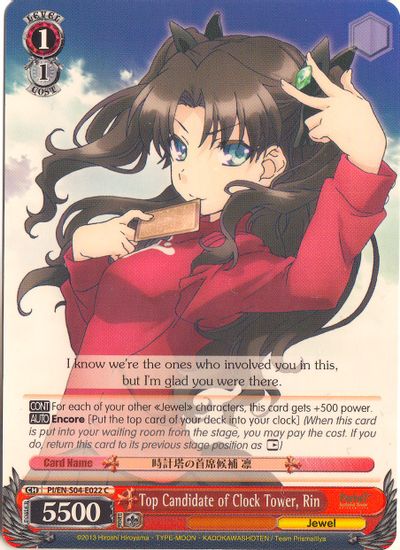 LEVEL
1
1
COST
I know we're the ones who involved you in this,
but I'm glad you were there.
CONT For each of your other «Jewel» characters, this card gets +500 power.
AUTO Encore [Put the top card of your deck into your clock] (When this card
is put into your waiting room from the stage, you may pay the cost. If you
do, return this card to its previous stage position as
Card Name 時計塔の首席候補 凛
CH PI/EN-S04-E022 C
Top Candidate of Clock Tower, Rin
5500
Jewel
©2013 Hiroshi Hiroyama・TYPE-MOON・KADOKAWASHOTEN / Team PrismaIllya